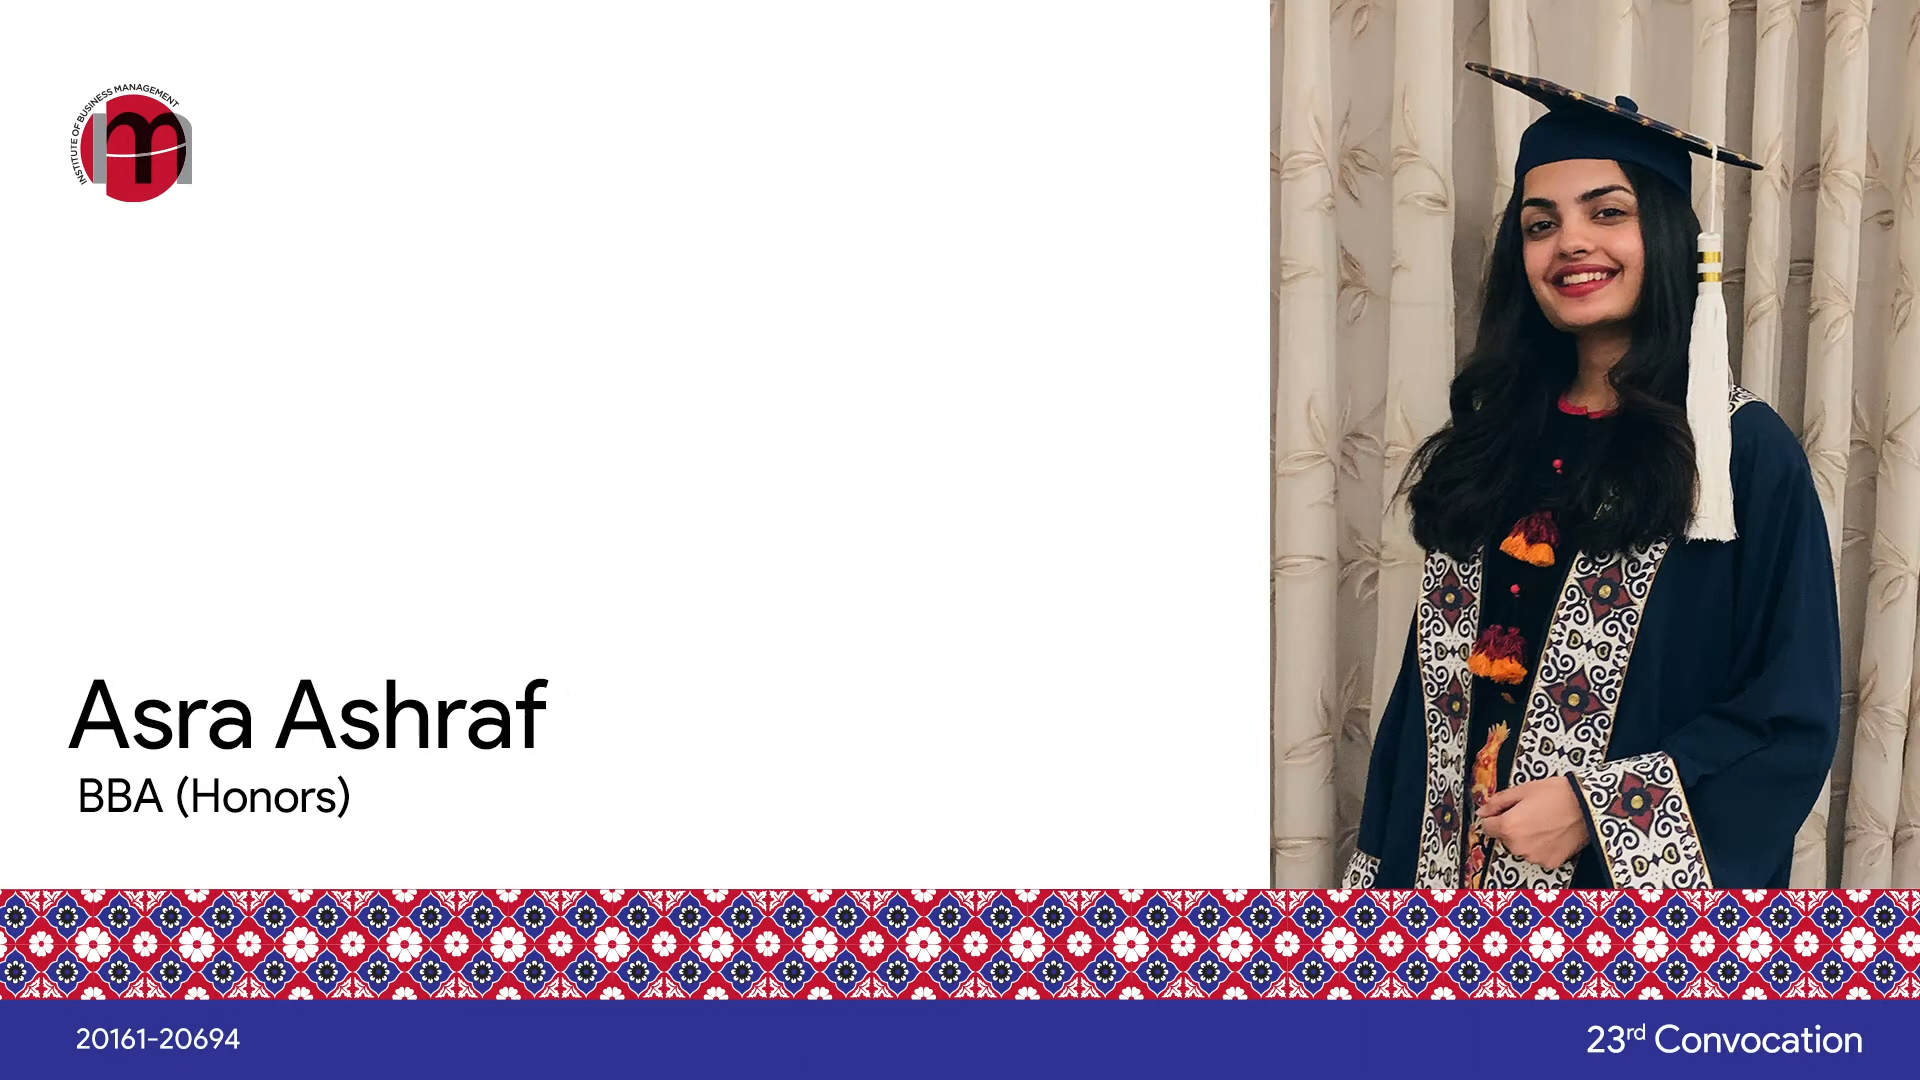 INSTITUTE OF BUSINESS MANAGEMENT
m
Asra Ashraf
BBA (Honors)
20161-20694
23rd Convocation